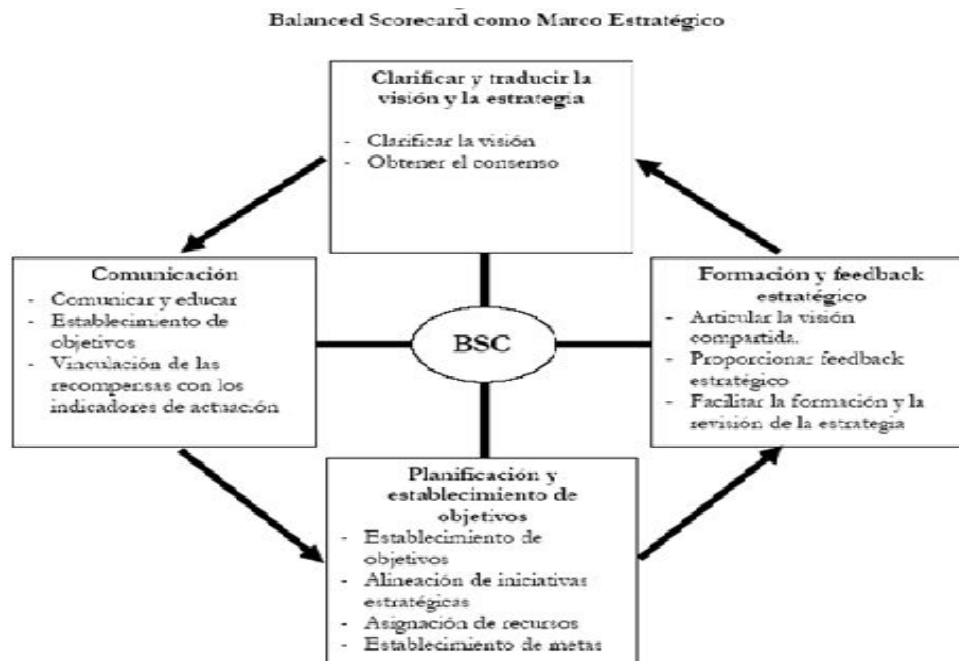 Balanced Scorecard como Marco Estratégico
Clarificar y traducir la
visión y la estrategia
- Clarificar la visión
- Obtener el consenso
Comunicación
- Comunicar y educar
- Establecimiento de
objetivos
- Vinculación de las
recompensas con los
indicadores de actuación
BSC
Formación y feedback
estratégico
- Articular la visión
compartida.
- Proporcionar feedback
estratégico
- Facilitar la formación y la
revisión de la estrategia
Planificación y
establecimiento de
objetivos
- Establecimiento de
objetivos
- Alineación de iniciativas
estratégicas
- Asignación de recursos
- Establecimiento de metas